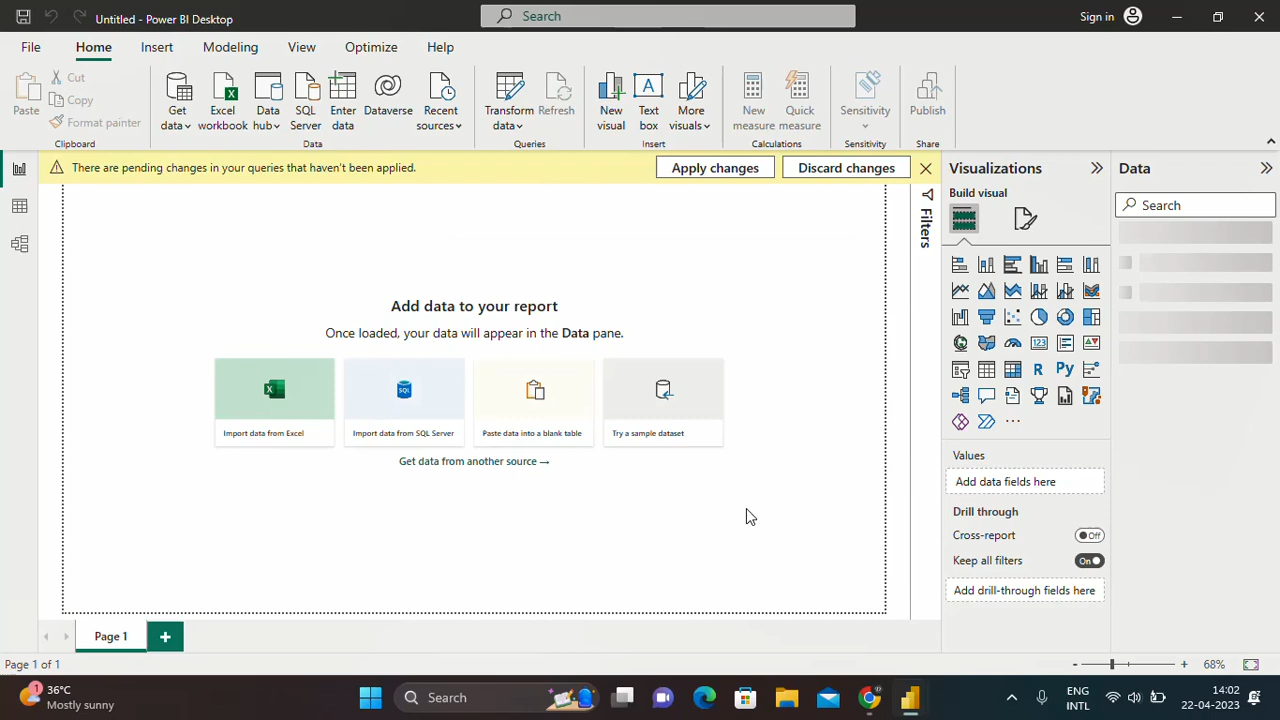 Untitled - Power BI Desktop
Search
Sign in
File
Home
Insert
Modeling
View
Optimize
Help
Paste
Cut
Copy
Format painter
Clipboard
Get data
Excel workbook
Data hub
SQL Server
Enter data
Dataverse
Recent sources
Data
Transform data
Refresh
Queries
New visual
Text box
More visuals
Insert
New measure
Quick measure
Calculations
Sensitivity
Sensitivity
Publish
Share
There are pending changes in your queries that haven't been applied.
Apply changes
Discard changes
Filters
Add data to your report
Once loaded, your data will appear in the Data pane.
SQL
Import data from Excel
Import data from SQL Server
Paste data into a blank table
Try a sample dataset
Get data from another source →
Visualizations
Build visual
123
R
Py
Values
Add data fields here
Drill through
Cross-report
Off
Keep all filters
On
Add drill-through fields here
Data
Search
Page 1
Page 1 of 1
- + 68%
1
36°C
Mostly sunny
Search
ENG
INTL
14:02
22-04-2023